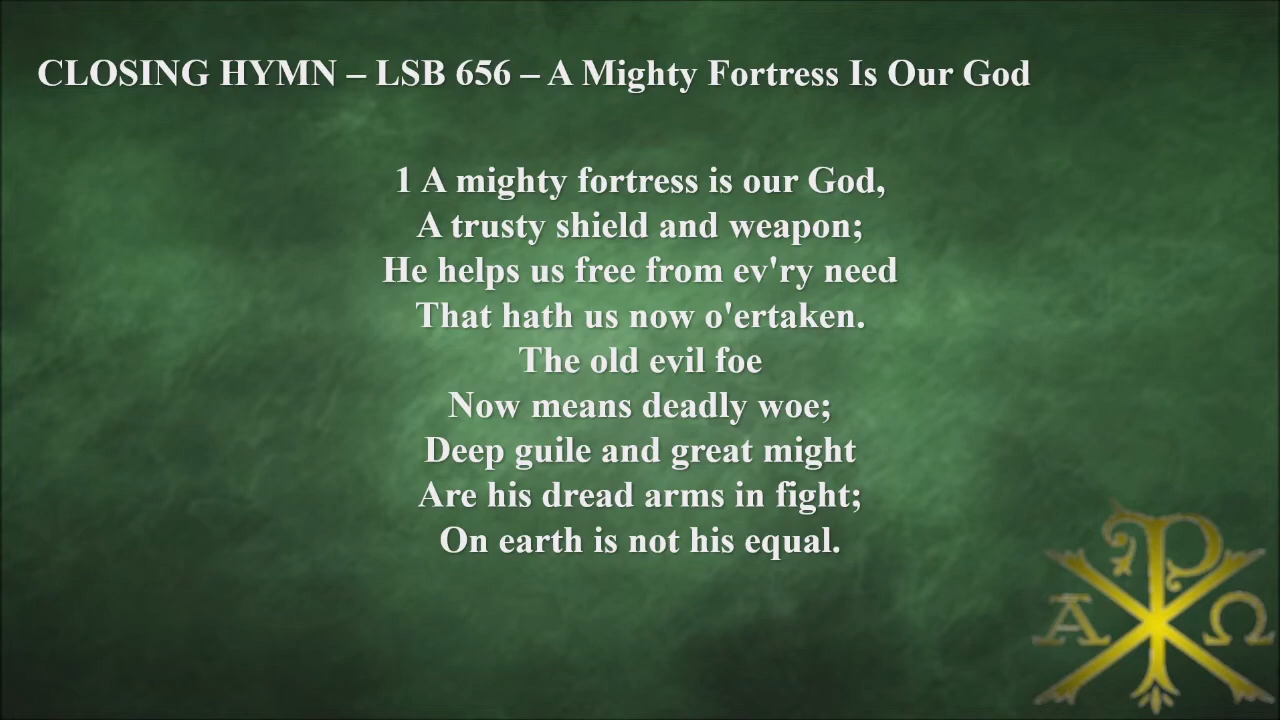 CLOSING HYMN – LSB 656 – A Mighty Fortress Is Our God
1 A mighty fortress is our God,
A trusty shield and weapon;
He helps us free from ev'ry need
That hath us now o'ertaken.
The old evil foe
Now means deadly woe;
Deep guile and great might
Are his dread arms in fight;
On earth is not his equal.
Α Ω